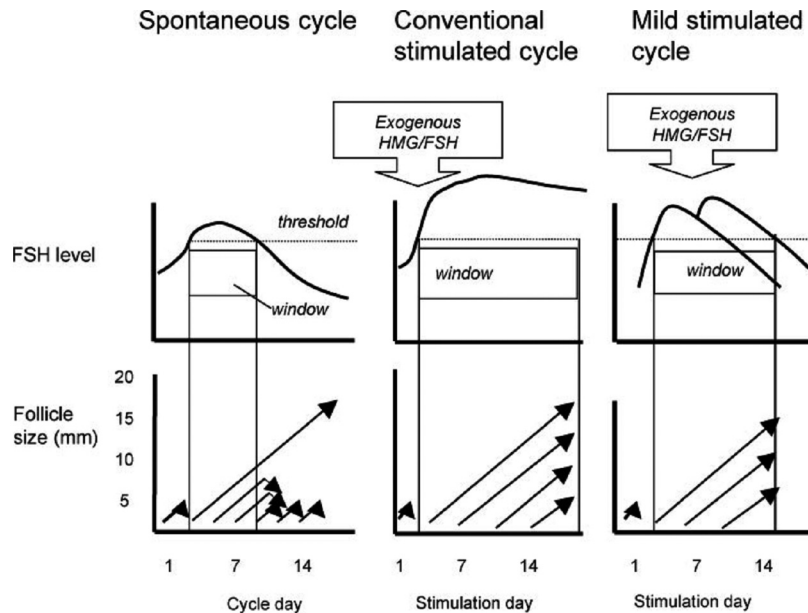 Spontaneous cycle
Conventional
stimulated cycle
Mild stimulated
cycle
Exogenous
HMG/FSH
Exogenous
HMG/FSH
FSH level
threshold
window
window
window
Follicle
size (mm)
20
15
10
5
1 7 14
Cycle day
1 7 14
Stimulation day
1 7 14
Stimulation day